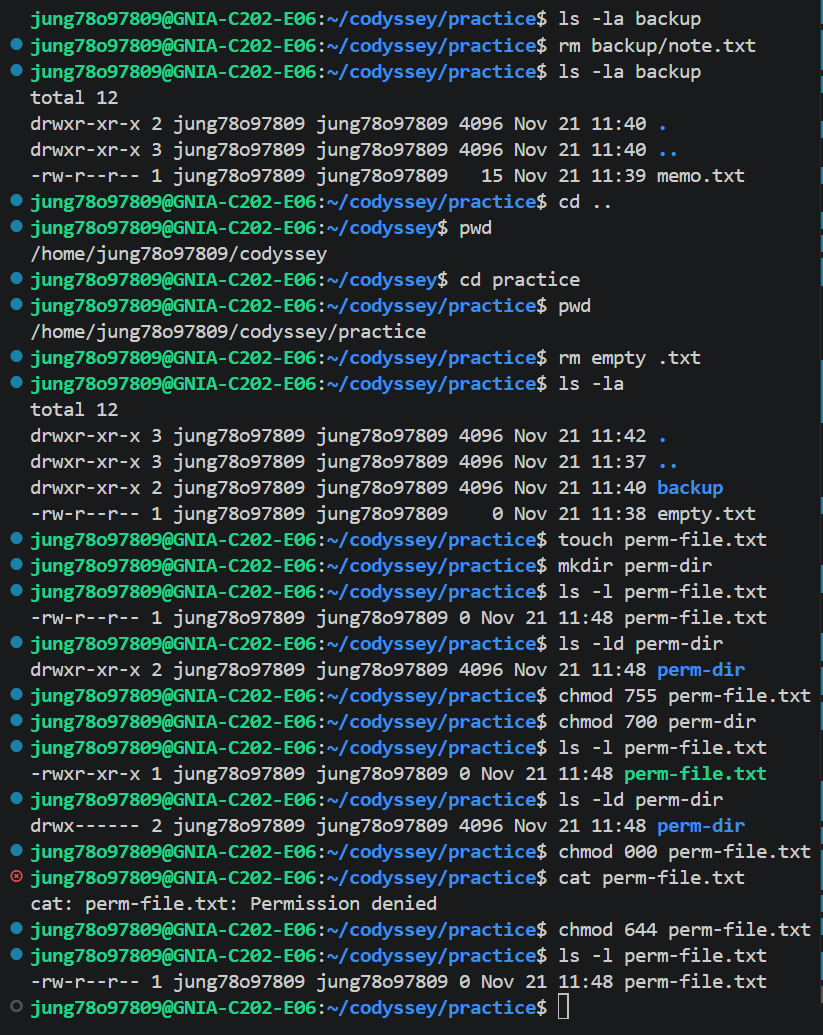 jung78o97809@GNIA-C202-E06:~/codyssey/practice$ ls -la backup
jung78o97809@GNIA-C202-E06:~/codyssey/practice$ rm backup/note.txt
jung78o97809@GNIA-C202-E06:~/codyssey/practice$ ls -la backup
total 12
drwxr-xr-x 2 jung78o97809 jung78o97809 4096 Nov 21 11:40 .
drwxr-xr-x 3 jung78o97809 jung78o97809 4096 Nov 21 11:40 ..
-rw-r--r-- 1 jung78o97809 jung78o97809   15 Nov 21 11:39 memo.txt
jung78o97809@GNIA-C202-E06:~/codyssey/practice$ cd ..
jung78o97809@GNIA-C202-E06:~/codyssey$ pwd
/home/jung78o97809/codyssey
jung78o97809@GNIA-C202-E06:~/codyssey$ cd practice
jung78o97809@GNIA-C202-E06:~/codyssey/practice$ pwd
/home/jung78o97809/codyssey/practice
jung78o97809@GNIA-C202-E06:~/codyssey/practice$ rm empty .txt
jung78o97809@GNIA-C202-E06:~/codyssey/practice$ ls -la
total 12
drwxr-xr-x 3 jung78o97809 jung78o97809 4096 Nov 21 11:42 .
drwxr-xr-x 3 jung78o97809 jung78o97809 4096 Nov 21 11:37 ..
drwxr-xr-x 2 jung78o97809 jung78o97809 4096 Nov 21 11:40 backup
-rw-r--r-- 1 jung78o97809 jung78o97809    0 Nov 21 11:38 empty.txt
jung78o97809@GNIA-C202-E06:~/codyssey/practice$ touch perm-file.txt
jung78o97809@GNIA-C202-E06:~/codyssey/practice$ mkdir perm-dir
jung78o97809@GNIA-C202-E06:~/codyssey/practice$ ls -l perm-file.txt
-rw-r--r-- 1 jung78o97809 jung78o97809 0 Nov 21 11:48 perm-file.txt
jung78o97809@GNIA-C202-E06:~/codyssey/practice$ ls -ld perm-dir
drwxr-xr-x 2 jung78o97809 jung78o97809 4096 Nov 21 11:48 perm-dir
jung78o97809@GNIA-C202-E06:~/codyssey/practice$ chmod 755 perm-file.txt
jung78o97809@GNIA-C202-E06:~/codyssey/practice$ chmod 700 perm-dir
jung78o97809@GNIA-C202-E06:~/codyssey/practice$ ls -l perm-file.txt
-rwxr-xr-x 1 jung78o97809 jung78o97809 0 Nov 21 11:48 perm-file.txt
jung78o97809@GNIA-C202-E06:~/codyssey/practice$ ls -ld perm-dir
drwx------ 2 jung78o97809 jung78o97809 4096 Nov 21 11:48 perm-dir
jung78o97809@GNIA-C202-E06:~/codyssey/practice$ chmod 000 perm-file.txt
jung78o97809@GNIA-C202-E06:~/codyssey/practice$ cat perm-file.txt
cat: perm-file.txt: Permission denied
jung78o97809@GNIA-C202-E06:~/codyssey/practice$ chmod 644 perm-file.txt
jung78o97809@GNIA-C202-E06:~/codyssey/practice$ ls -l perm-file.txt
-rw-r--r-- 1 jung78o97809 jung78o97809 0 Nov 21 11:48 perm-file.txt
jung78o97809@GNIA-C202-E06:~/codyssey/practice$